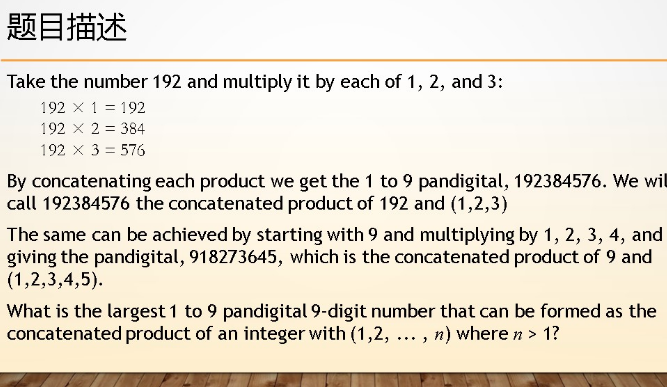 题目描述
Take the number 192 and multiply it by each of 1, 2, and 3:
192 × 1 = 192
192 × 2 = 384
192 × 3 = 576
By concatenating each product we get the 1 to 9 pandigital, 192384576. We wil
call 192384576 the concatenated product of 192 and (1,2,3)
The same can be achieved by starting with 9 and multiplying by 1, 2, 3, 4, and
giving the pandigital, 918273645, which is the concatenated product of 9 and
(1,2,3,4,5).
What is the largest 1 to 9 pandigital 9-digit number that can be formed as the
concatenated product of an integer with (1,2, ... , n) where n > 1?